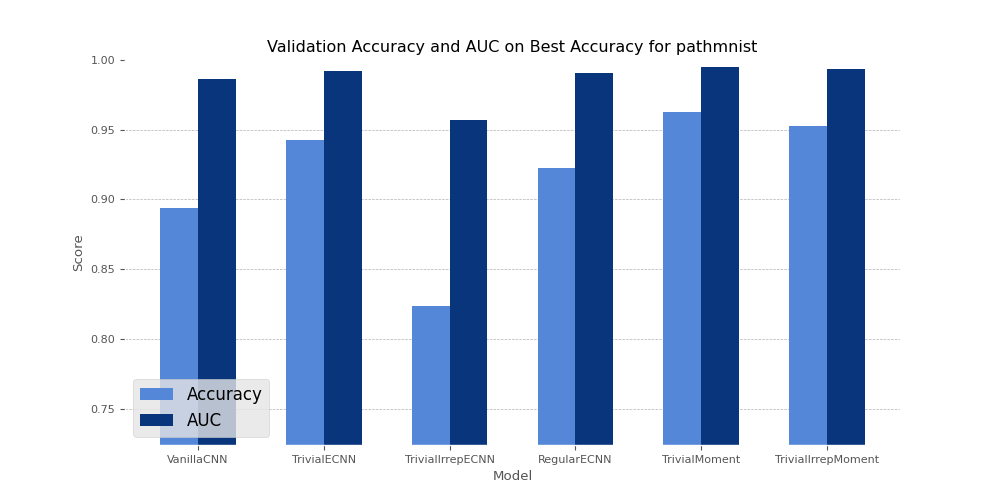 Validation Accuracy and AUC on Best Accuracy for pathmnist
1.00
0.95
0.90
0.85
0.80
0.75
Score
Accuracy
AUC
VanillaCNN TrivialECNN TrivialIrrepECNN RegularECNN TrivialMoment TrivialIrrepMoment
Model